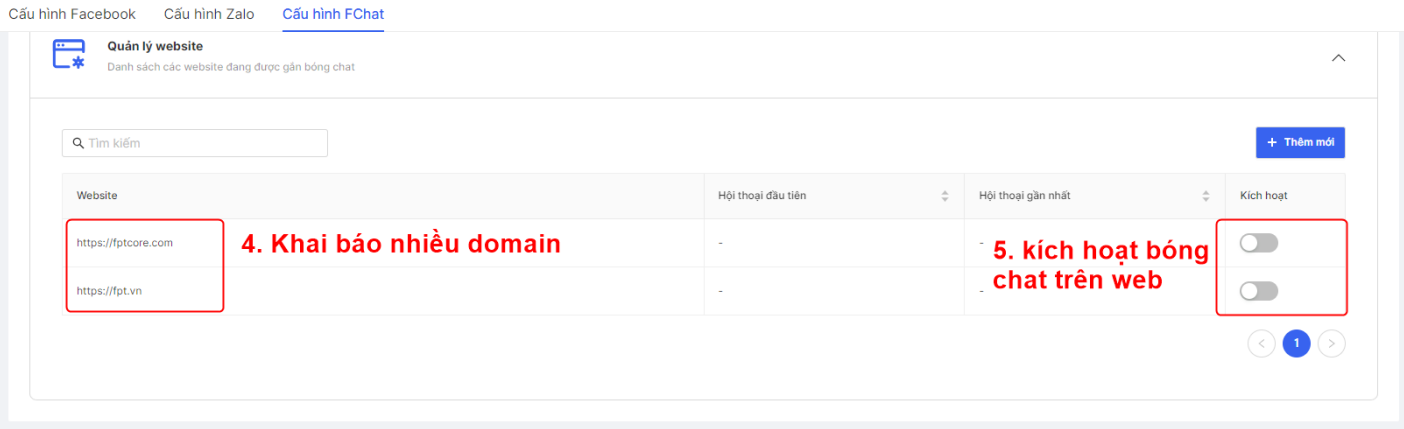 Cấu hình Facebook Cấu hình Zalo Cấu hình FChat
Quản lý website
Danh sách các website đang được gắn bóng chat
Tìm kiếm
+ Thêm mới
Website Hội thoại đầu tiên Hội thoại gần nhất Kích hoạt
https://fptcore.com - -
4. Khai báo nhiều domain
5. kích hoạt bóng
chat trên web
https://fpt.vn - -
< 1 >